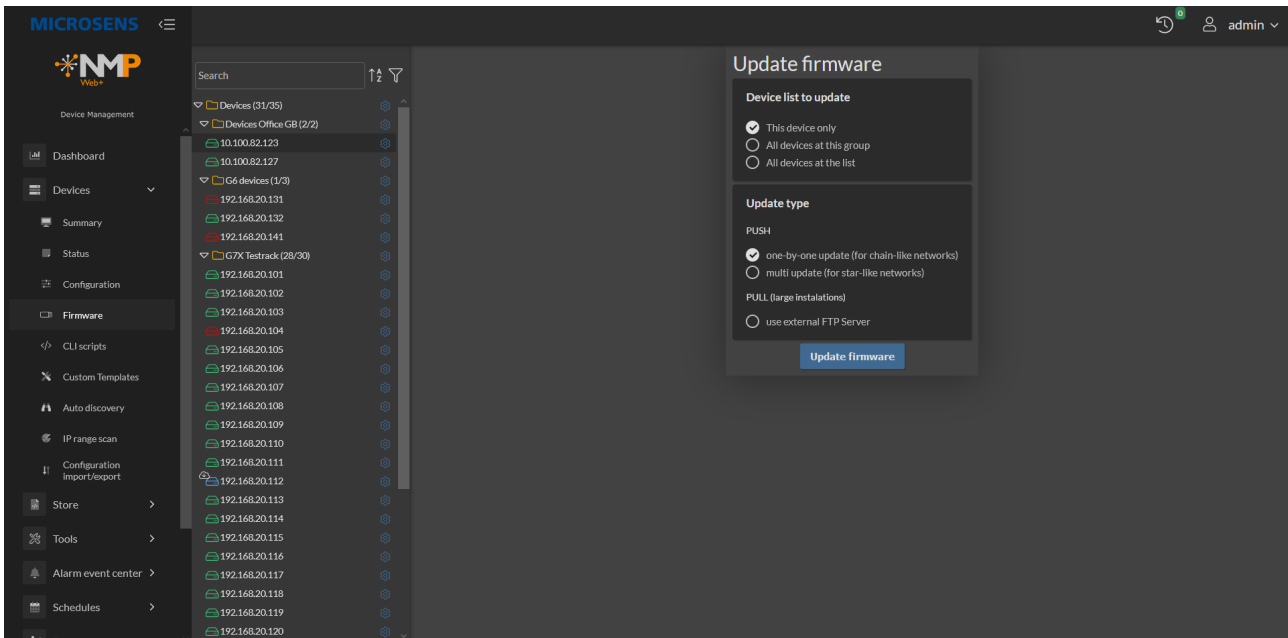 MICROSENS
0
admin
NMP
Web+
Device Management
Dashboard
Devices
Summary
Status
Configuration
Firmware
CLI scripts
Custom Templates
Auto discovery
IP range scan
Configuration
import/export
Store
Tools
Alarm event center
Schedules
Search
Devices (31/35)
Devices Office GB (2/2)
10.100.82.123
10.100.82.127
G6 devices (1/3)
192.168.20.131
192.168.20.132
192.168.20.141
G7X Testrack (28/30)
192.168.20.101
192.168.20.102
192.168.20.103
192.168.20.104
192.168.20.105
192.168.20.106
192.168.20.107
192.168.20.108
192.168.20.109
192.168.20.110
192.168.20.111
192.168.20.112
192.168.20.113
192.168.20.114
192.168.20.115
192.168.20.116
192.168.20.117
192.168.20.118
192.168.20.119
192.168.20.120
Update firmware
Device list to update
This device only
All devices at this group
All devices at the list
Update type
PUSH
one-by-one update (for chain-like networks)
multi update (for star-like networks)
PULL (large instalations)
use external FTP Server
Update firmware